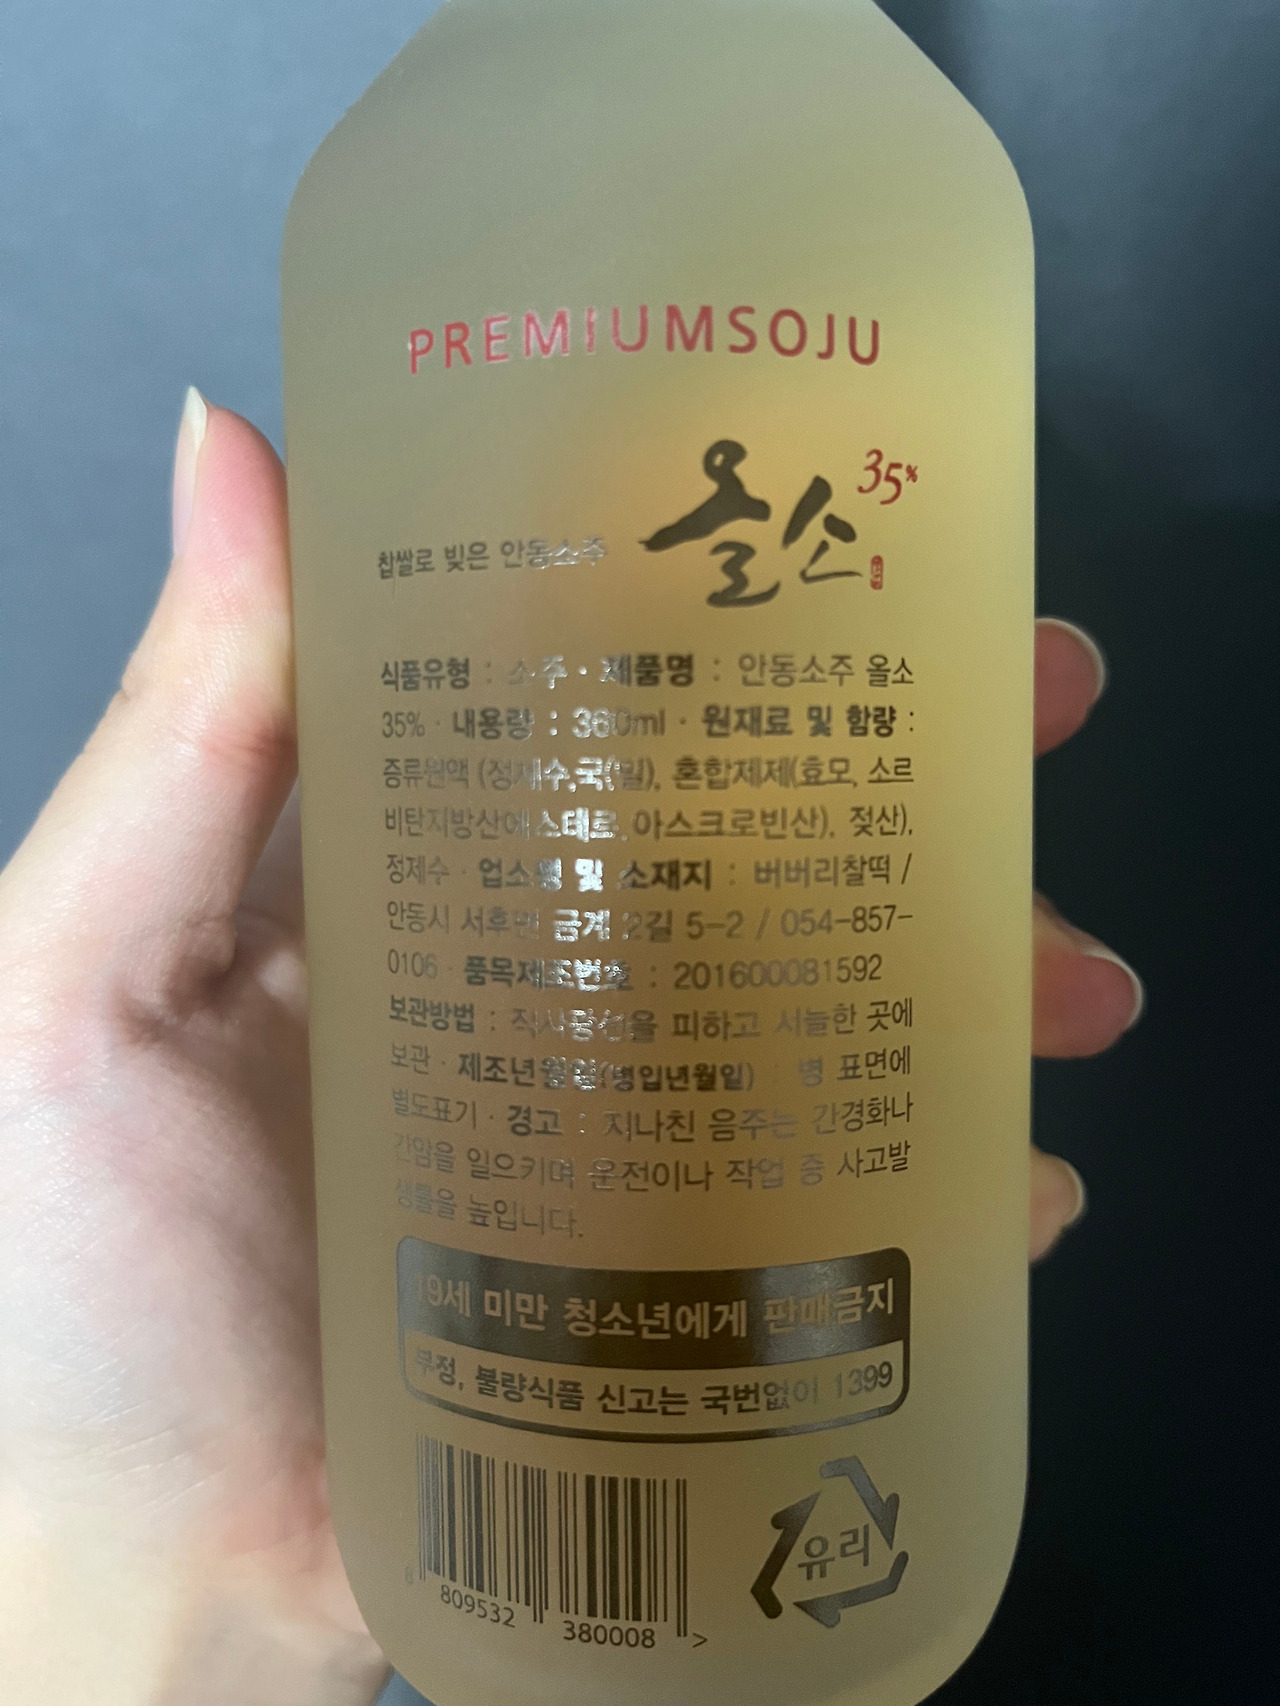 PREMIUMSOJU
찹쌀로 빚은 안동소주 올소 35%
식품유형 : 소주 · 제품명 : 안동소주 올소
35% · 내용량 : 360ml · 원재료 및 함량 :
증류원액 (정제수,국(밀), 혼합제제(효모, 소르
비탄지방산에스테르, 아스크로빈산), 젖산),
정제수 · 업소명 및 소재지 : 버버리찰떡 /
안동시 서후면 금계 2길 5-2 / 054-857-
0106 · 품목제조번호 : 201600081592
보관방법 : 직사광선을 피하고 서늘한 곳에
보관 · 제조년월일(병입년월일) : 병 표면에
별도표기 · 경고 : 지나친 음주는 간경화나
간암을 일으키며 운전이나 작업 중 사고발
생률을 높입니다.
19세 미만 청소년에게 판매금지
부정, 불량식품 신고는 국번없이 1399
유리
8 809532 380008 >